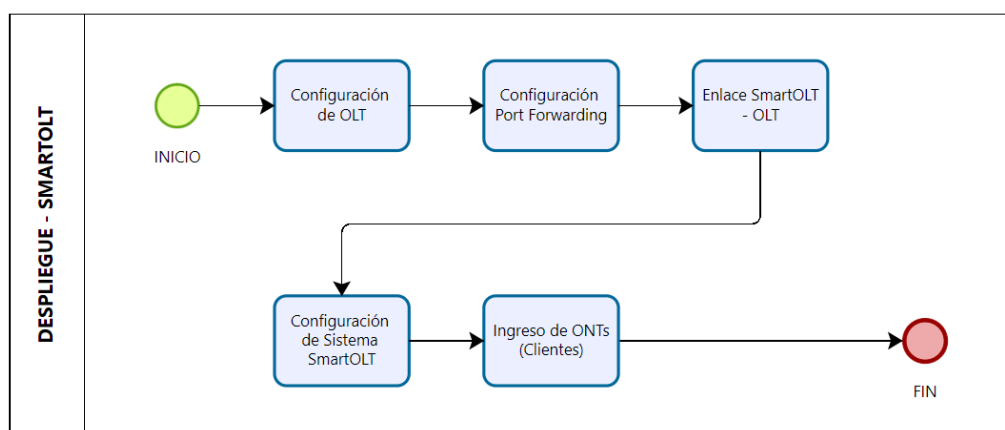 DESPLIEGUE - SMARTOLT
INICIO
Configuración
de OLT
Configuración
Port Forwarding
Enlace SmartOLT
- OLT
Configuración
de Sistema
SmartOLT
Ingreso de ONTs
(Clientes)
FIN